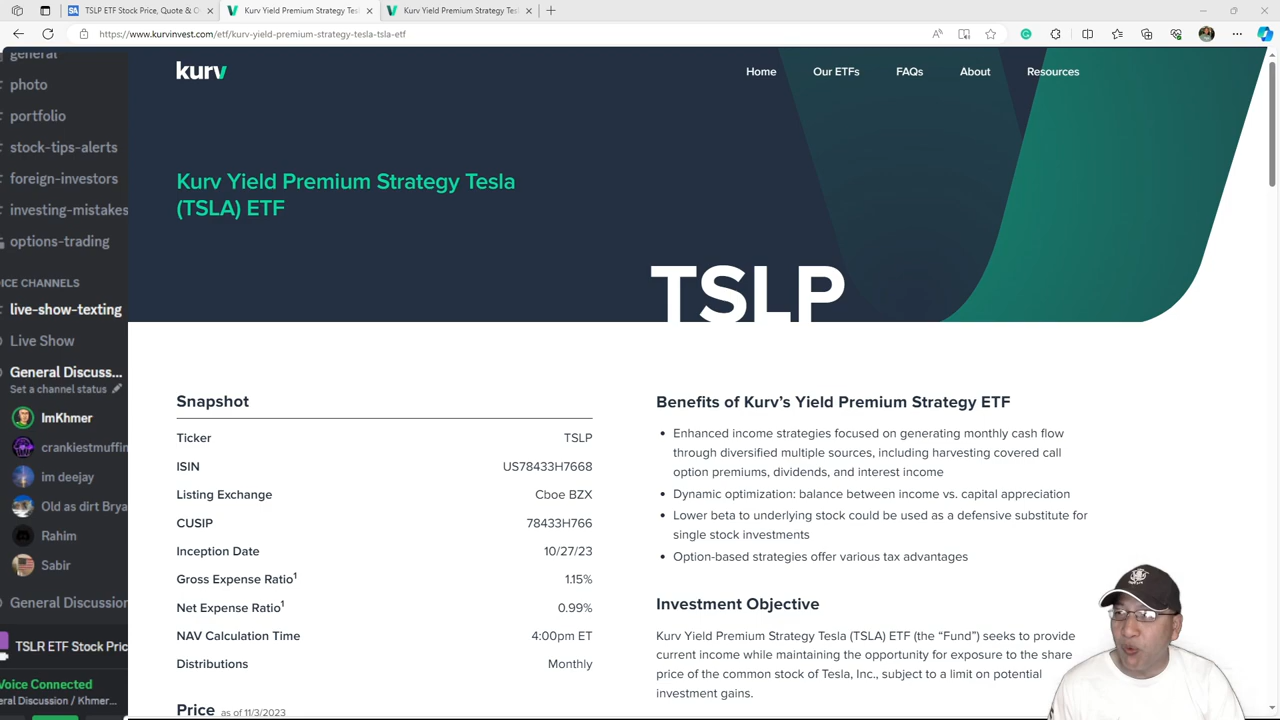 TSLP ETF Stock Price, Quote &
Kurv Yield Premium Strategy Tesl
Kurv Yield Premium Strategy Tesl
https://www.kurvinvest.com/etf/kurv-yield-premium-strategy-tesla-tsla-etf
general
photo
portfolio
stock-tips-alerts
foreign-investors
investing-mistakes
options-trading
ICE CHANNELS
live-show-texting
Live Show
General Discuss...
Set a channel status
ImKhmer
crankiestmuffin
im deejay
Old as dirt Brya
Rahim
Sabir
General Discussion
TSLR ETF Stock Pric
Voice Connected
eneral Discussion / Khmer...
kurv
Home
Our ETFs
FAQs
About
Resources
Kurv Yield Premium Strategy Tesla
(TSLA) ETF
TSLP
Snapshot
Ticker TSLP
ISIN US78433H7668
Listing Exchange Cboe BZX
CUSIP 78433H766
Inception Date 10/27/23
Gross Expense Ratio1 1.15%
Net Expense Ratio1 0.99%
NAV Calculation Time 4:00pm ET
Distributions Monthly
Price as of 11/3/2023
Benefits of Kurv’s Yield Premium Strategy ETF
• Enhanced income strategies focused on generating monthly cash flow
through diversified multiple sources, including harvesting covered call
option premiums, dividends, and interest income
• Dynamic optimization: balance between income vs. capital appreciation
• Lower beta to underlying stock could be used as a defensive substitute for
single stock investments
• Option-based strategies offer various tax advantages
Investment Objective
Kurv Yield Premium Strategy Tesla (TSLA) ETF (the “Fund”) seeks to provide
current income while maintaining the opportunity for exposure to the share
price of the common stock of Tesla, Inc., subject to a limit on potential
investment gains.